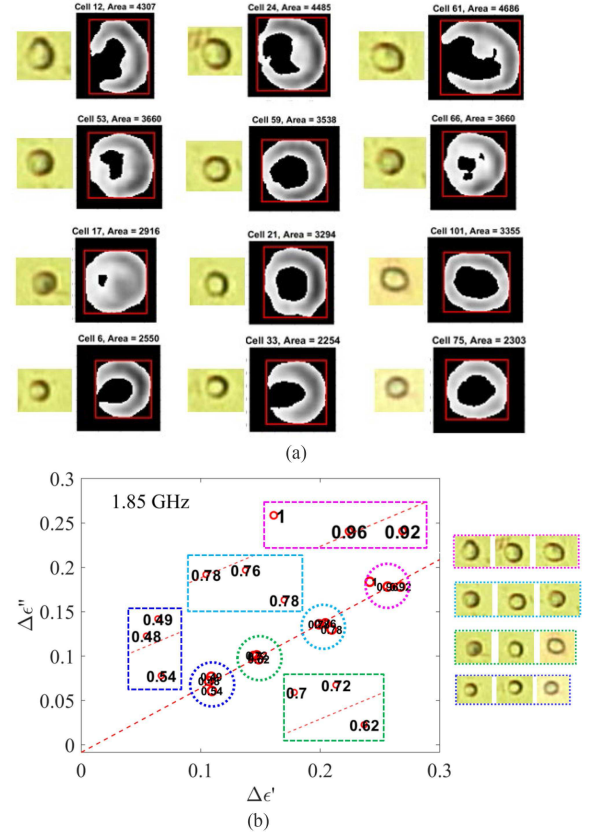 Cell 12, Area = 4307
Cell 24, Area = 4485
Cell 61, Area = 4686
Cell 53, Area = 3660
Cell 59, Area = 3538
Cell 66, Area = 3660
Cell 17, Area = 2916
Cell 21, Area = 3294
Cell 101, Area = 3355
Cell 6, Area = 2550
Cell 33, Area = 2254
Cell 75, Area = 2303
(a)
0.3
1.85 GHz
0.25
1
0.96
0.92
0.2
0.78
0.76
0.78
0.15
0.49
0.48
0.1
0.54
0.05
0.49
0.54
0.7
0.72
0.62
0
Δϵ''
0
0.1
0.2
0.3
Δϵ'
(b)